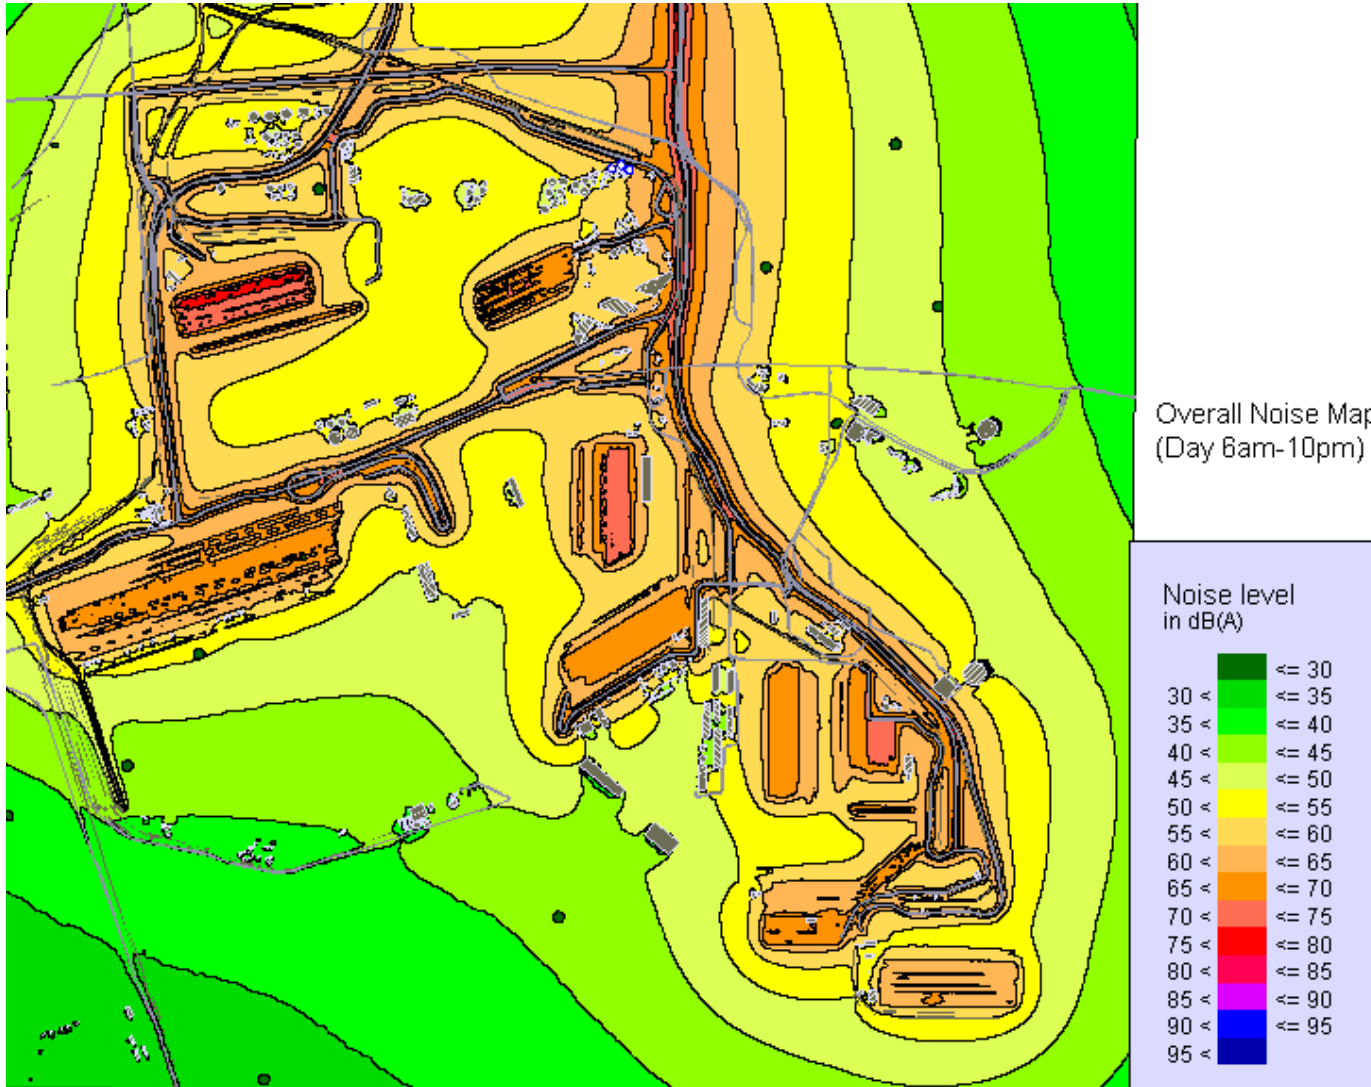 Overall Noise Map
(Day 6am-10pm)
Noise level
in dB(A)
<= 30
30 < <= 35
35 < <= 40
40 < <= 45
45 < <= 50
50 < <= 55
55 < <= 60
60 < <= 65
65 < <= 70
70 < <= 75
75 < <= 80
80 < <= 85
85 < <= 90
90 < <= 95
95 <